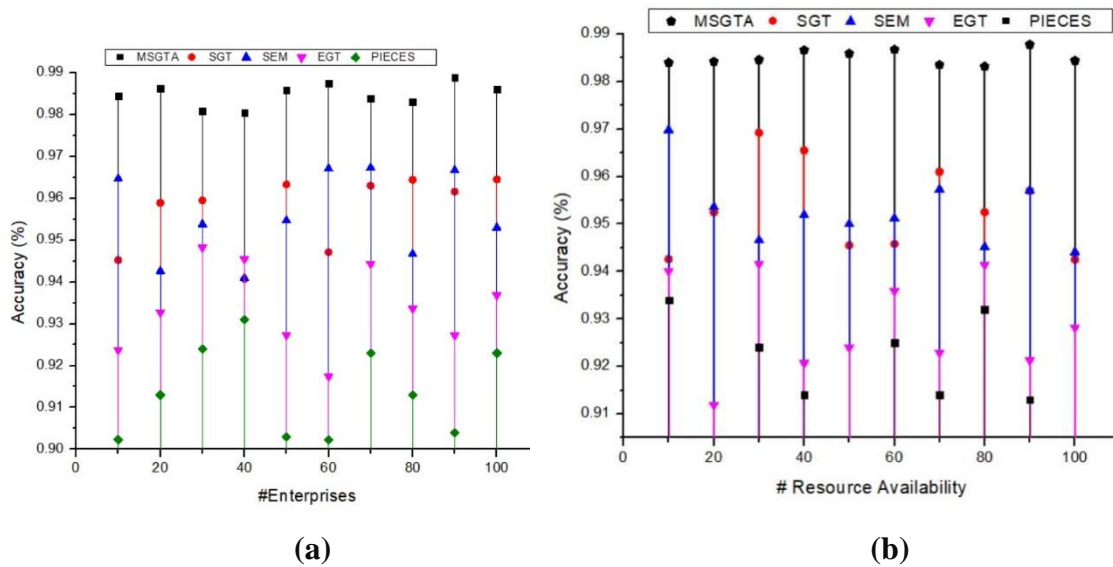 MSGTA SGT SEM EGT PIECES
0.99
0.98
0.97
0.96
0.95
0.94
0.93
0.92
0.91
0.90
Accuracy (%)
0 20 40 60 80 100
#Enterprises
(a)
MSGTA SGT SEM EGT PIECES
0.99
0.98
0.97
0.96
0.95
0.94
0.93
0.92
0.91
Accuracy (%)
0 20 40 60 80 100
# Resource Availability
(b)